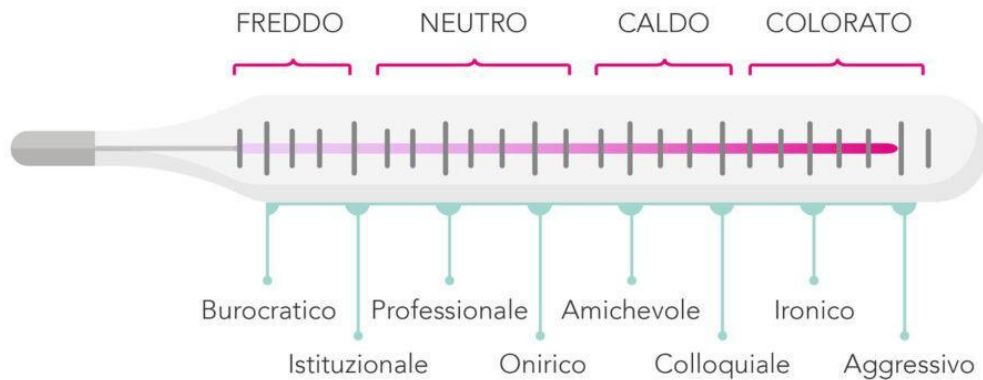 FREDDO NEUTRO CALDO COLORATO
Burocratico Professionale Amichevole Ironico
Istituzionale Onirico Colloquiale Aggressivo